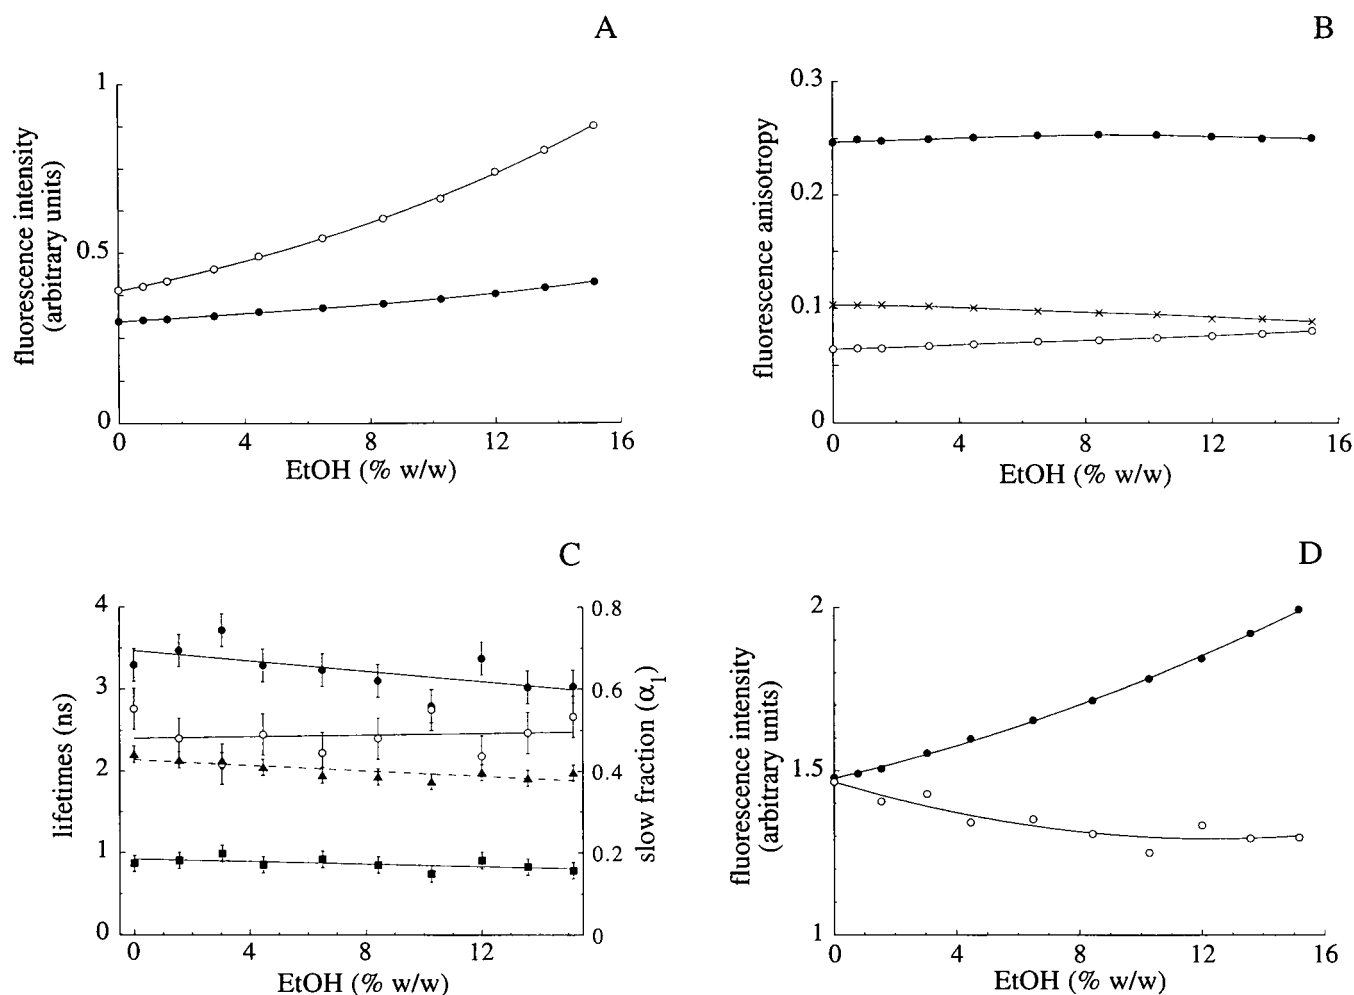 A
fluorescence intensity
(arbitrary units)
1
0.5
0
0 4 8 12 16
EtOH (% w/w)
B
fluorescence anisotropy
0.3
0.2
0.1
0
0 4 8 12 16
EtOH (% w/w)
C
lifetimes (ns)
4
3
2
1
0
0.8
0.6
0.4
0.2
0
slow fraction (α1)
0 4 8 12
EtOH (% w/w)
D
fluorescence intensity
(arbitrary units)
2
1.5
1
0 4 8 12 16
EtOH (% w/w)